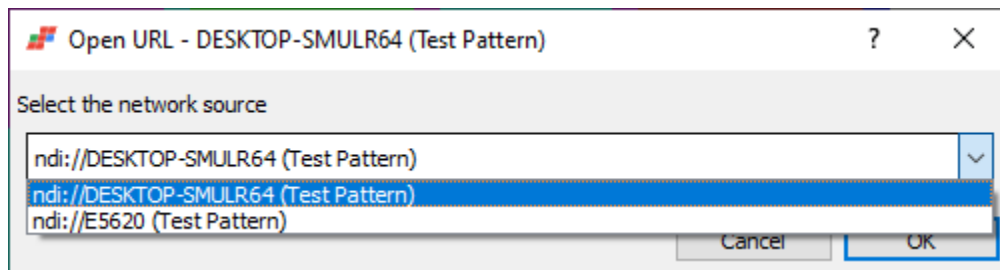 Open URL - DESKTOP-SMULR64 (Test Pattern) ?
Select the network source
ndi://DESKTOP-SMULR64 (Test Pattern)
ndi://DESKTOP-SMULR64 (Test Pattern)
ndi://E5620 (Test Pattern)
Cancel OK